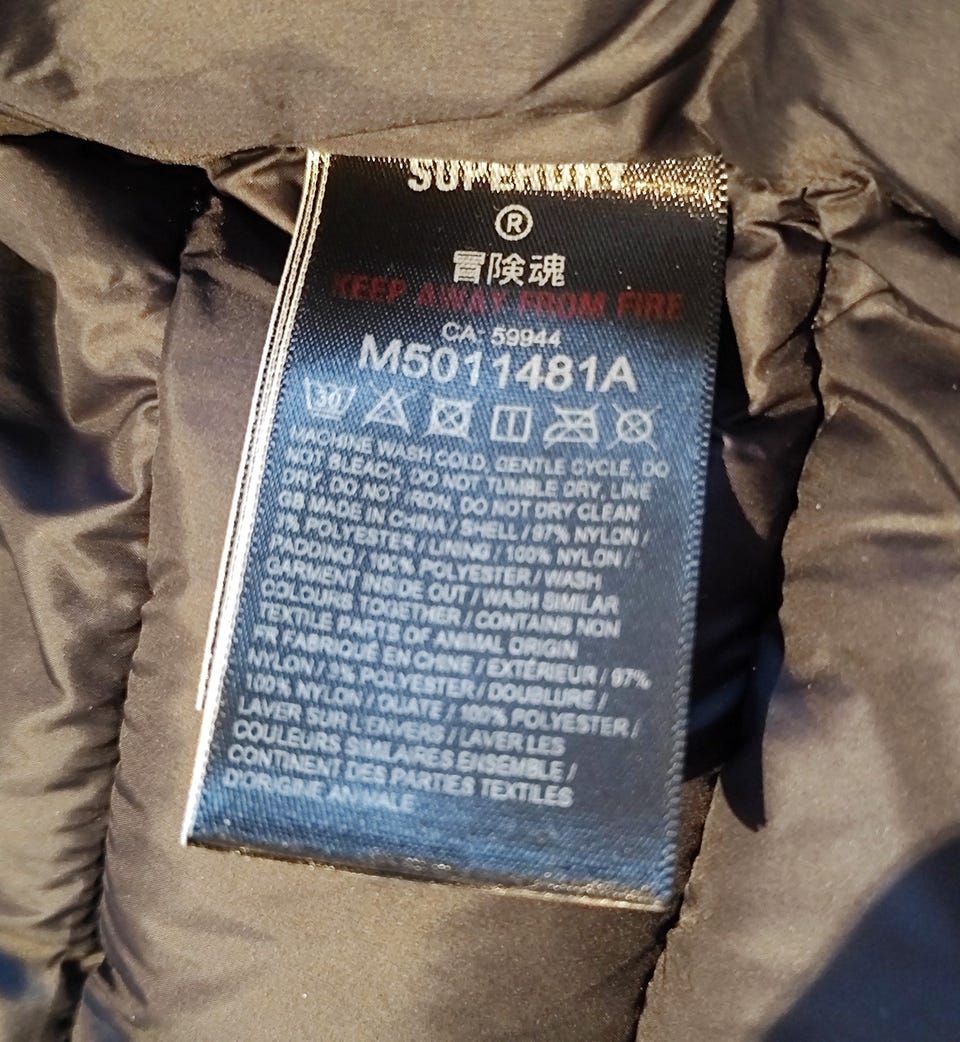 SUPERDRY
®
冒険魂
KEEP AWAY FROM FIRE
CA: 59944
M5011481A
30
MACHINE WASH COLD, GENTLE CYCLE, DO
NOT BLEACH, DO NOT TUMBLE DRY, LINE
DRY, DO NOT IRON, DO NOT DRY CLEAN
GB MADE IN CHINA / SHELL / 97% NYLON /
3% POLYESTER / LINING / 100% NYLON /
PADDING / 100% POLYESTER / WASH
GARMENT INSIDE OUT / WASH SIMILAR
COLOURS TOGETHER / CONTAINS NON
TEXTILE PARTS OF ANIMAL ORIGIN
FR FABRIQUÉ EN CHINE / EXTÉRIEUR / 97%
NYLON / 3% POLYESTER / DOUBLURE /
100% NYLON / OUATE / 100% POLYESTER /
LAVER SUR L'ENVERS / LAVER LES
COULEURS SIMILAIRES ENSEMBLE /
CONTINENT DES PARTIES TEXTILES
D'ORIGINE ANIMALE